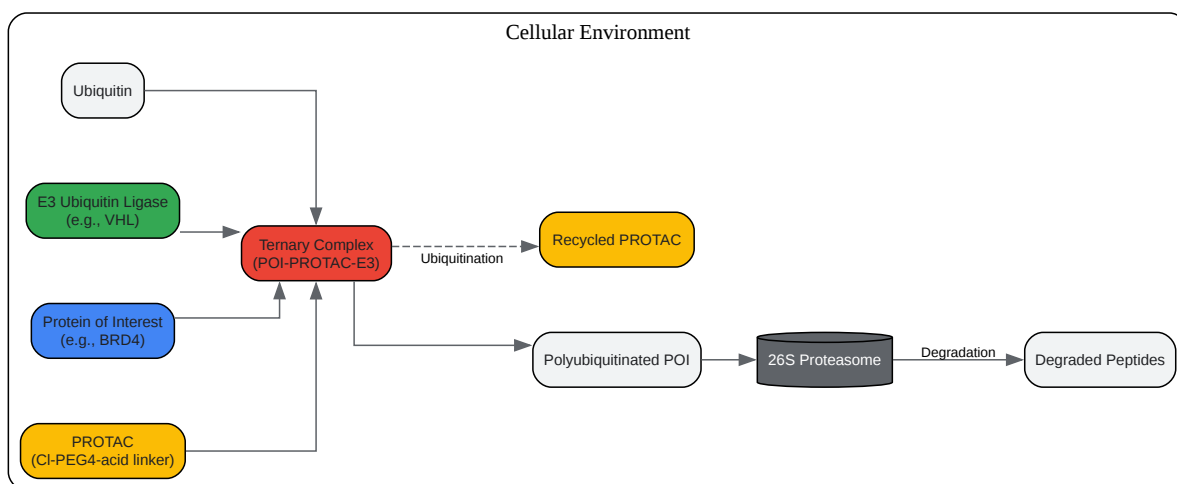 Cellular Environment
Ubiquitin
E3 Ubiquitin Ligase
(e.g., VHL)
Ternary Complex
(POI-PROTAC-E3)
Ubiquitination
Recycled PROTAC
Protein of Interest
(e.g., BRD4)
Polyubiquitinated POI
26S Proteasome
Degradation
Degraded Peptides
PROTAC
(Cl-PEG4-acid linker)